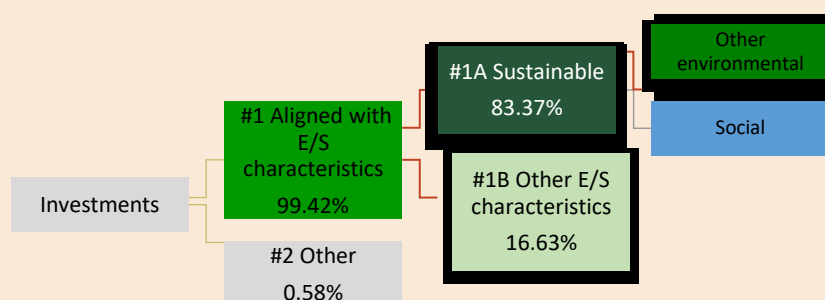 Investments
#1 Aligned with
E/S
characteristics
99.42%
#2 Other
0.58%
#1A Sustainable
83.37%
#1B Other E/S
characteristics
16.63%
Other
environmental
Social